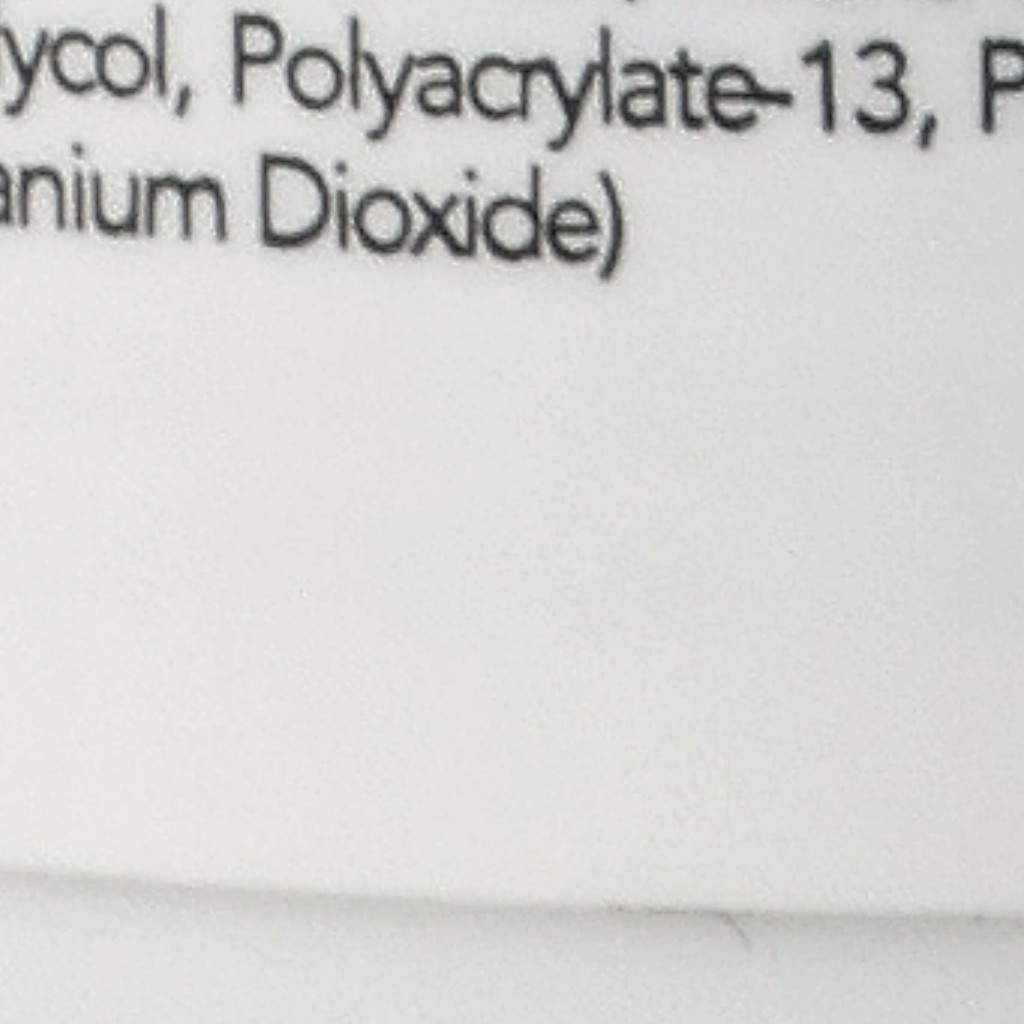 ycol, Polyacrylate-13, P
anium Dioxide)